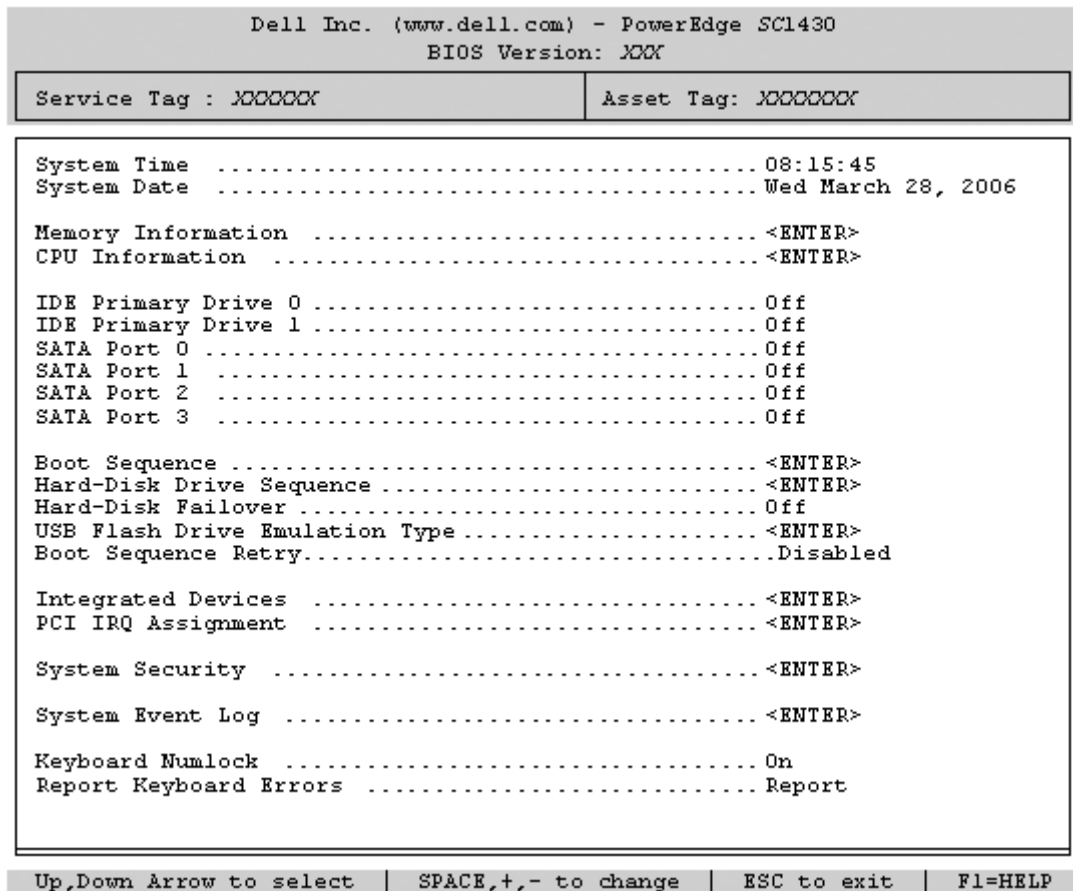 Dell Inc. (www.dell.com) - PowerEdge SC1430
BIOS Version: XXX
Service Tag : XXXXXX Asset Tag: XXXXXXX
System Time ........................................ 08:15:45
System Date ........................................ Wed March 28, 2006
Memory Information ................................. <ENTER>
CPU Information .................................... <ENTER>
IDE Primary Drive 0 ................................. Off
IDE Primary Drive 1 ................................. Off
SATA Port 0 ......................................... Off
SATA Port 1 ........................................ Off
SATA Port 2 ........................................ Off
SATA Port 3 ........................................ Off
Boot Sequence ....................................... <ENTER>
Hard-Disk Drive Sequence ............................ <ENTER>
Hard-Disk Failover .................................. Off
USB Flash Drive Emulation Type ...................... <ENTER>
Boot Sequence Retry...................................Disabled
Integrated Devices ................................. <ENTER>
PCI IRQ Assignment ................................. <ENTER>
System Security .................................... <ENTER>
System Event Log ................................... <ENTER>
Keyboard Numlock ................................... On
Report Keyboard Errors ............................. Report
Up,Down Arrow to select | SPACE,+,- to change | ESC to exit | F1=HELP